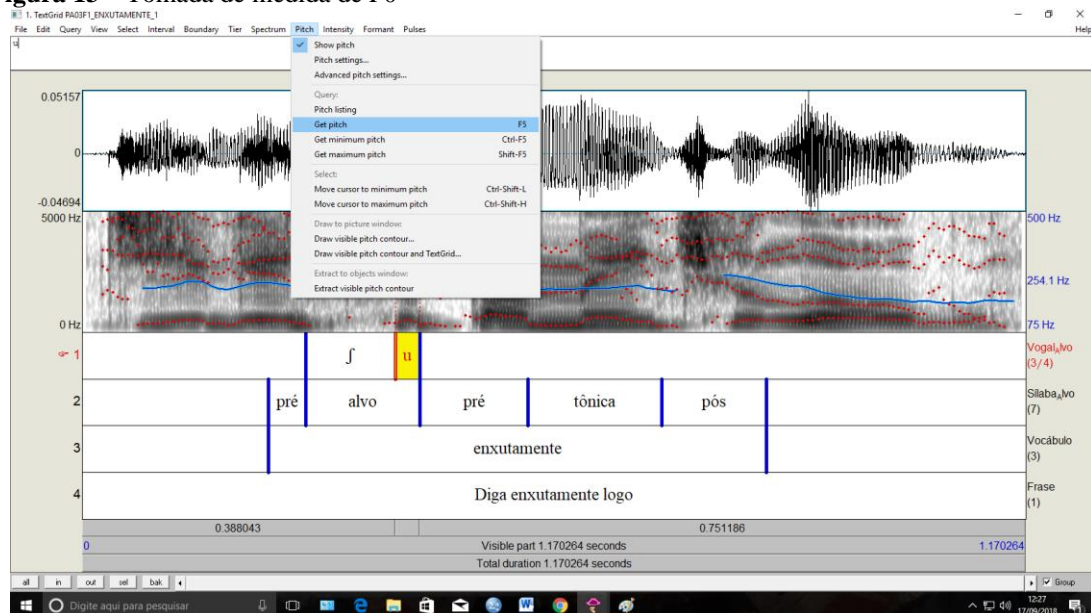 Figura 15 – Tomada de medida de F0
1. TextGrid PA03F1_ENXUTAMENTE_1
File Edit Query View Select Interval Boundary Tier Spectrum Pitch Intensity Formant Pulses Help
u
Show pitch
Pitch settings...
Advanced pitch settings...
Query:
Pitch listing
Get pitch F5
Get minimum pitch Ctrl-F5
Get maximum pitch Shift-F5
Select:
Move cursor to minimum pitch Ctrl-Shift-L
Move cursor to maximum pitch Ctrl-Shift-H
Draw to picture window:
Draw visible pitch contour...
Draw visible pitch contour and TextGrid...
Extract to objects window:
Extract visible pitch contour
0.05157
0
-0.04694
5000 Hz 500 Hz
254.1 Hz
0 Hz 75 Hz
1 ʃ u VogalAlvo
(3/4)
2 pré alvo pré tônica pós SílabaAlvo
(7)
3 enxutamente Vocábulo
(3)
4 Diga enxutamente logo Frase
(1)
0.388043 0.751186
0 Visible part 1.170264 seconds 1.170264
Total duration 1.170264 seconds
all in out sel bak Group
Digite aqui para pesquisar
12:27
17/09/2018